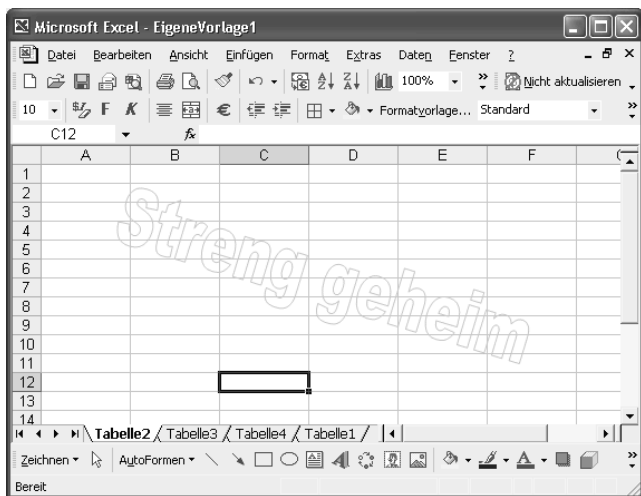 Microsoft Excel - EigeneVorlage1
Datei Bearbeiten Ansicht Einfügen Format Extras Daten Fenster ?
100% Nicht aktualisieren
10 F K € Formatvorlage... Standard
C12 fx
A B C D E F
1
2
3
4
5
6
7
8
9
10
11
12
13
14
Streng geheim
Tabelle2 Tabelle3 Tabelle4 Tabelle1
Zeichnen AutoFormen A
Bereit